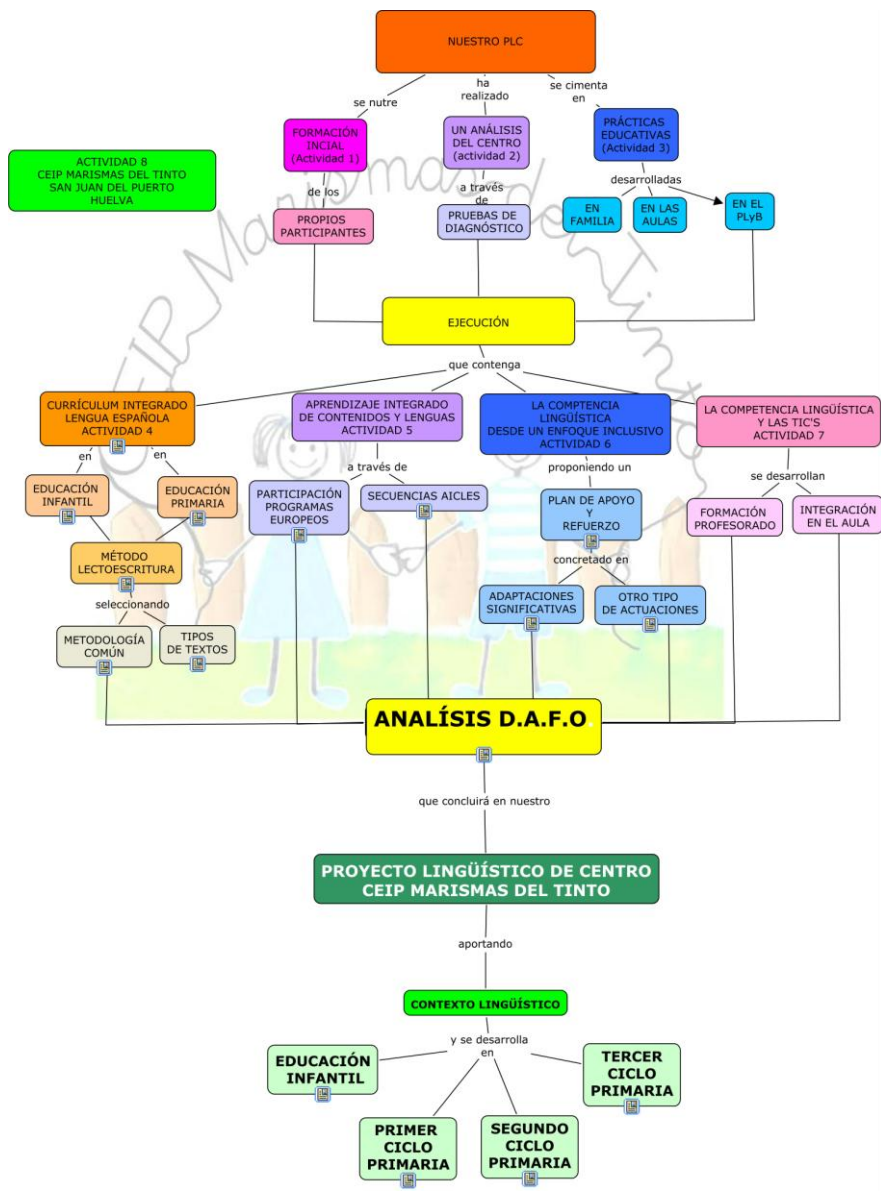 NUESTRO PLC
se nutre
ha
realizado
se cimenta
en
FORMACIÓN
INCIAL
(Actividad 1)
UN ANÁLISIS
DEL CENTRO
(actividad 2)
PRÁCTICAS
EDUCATIVAS
(Actividad 3)
ACTIVIDAD 8
CEIP MARISMAS DEL TINTO
SAN JUAN DEL PUERTO
HUELVA
de los
a través
de
desarrolladas
PROPIOS
PARTICIPANTES
PRUEBAS DE
DIAGNÓSTICO
EN
FAMILIA
EN LAS
AULAS
EN EL
PLyB
CEIP Marismas del Tinto
EJECUCIÓN
que contenga
CURRÍCULUM INTEGRADO
LENGUA ESPAÑOLA
ACTIVIDAD 4
APRENDIZAJE INTEGRADO
DE CONTENIDOS Y LENGUAS
ACTIVIDAD 5
LA COMPTENCIA
LINGÜÍSTICA
DESDE UN ENFOQUE INCLUSIVO
ACTIVIDAD 6
LA COMPETENCIA LINGÜÍSTICA
Y LAS TIC'S
ACTIVIDAD 7
en
en
a través de
proponiendo un
se desarrollan
EDUCACIÓN
INFANTIL
EDUCACIÓN
PRIMARIA
PARTICIPACIÓN
PROGRAMAS
EUROPEOS
SECUENCIAS AICLES
PLAN DE APOYO
Y
REFUERZO
FORMACIÓN
PROFESORADO
INTEGRACIÓN
EN EL AULA
MÉTODO
LECTOESCRITURA
concretado en
seleccionando
ADAPTACIONES
SIGNIFICATIVAS
OTRO TIPO
DE ACTUACIONES
METODOLOGÍA
COMÚN
TIPOS
DE TEXTOS
ANALÍSIS D.A.F.O.
que concluirá en nuestro
PROYECTO LINGÜÍSTICO DE CENTRO
CEIP MARISMAS DEL TINTO
aportando
CONTEXTO LINGÜÍSTICO
y se desarrolla
en
EDUCACIÓN
INFANTIL
TERCER
CICLO
PRIMARIA
PRIMER
CICLO
PRIMARIA
SEGUNDO
CICLO
PRIMARIA